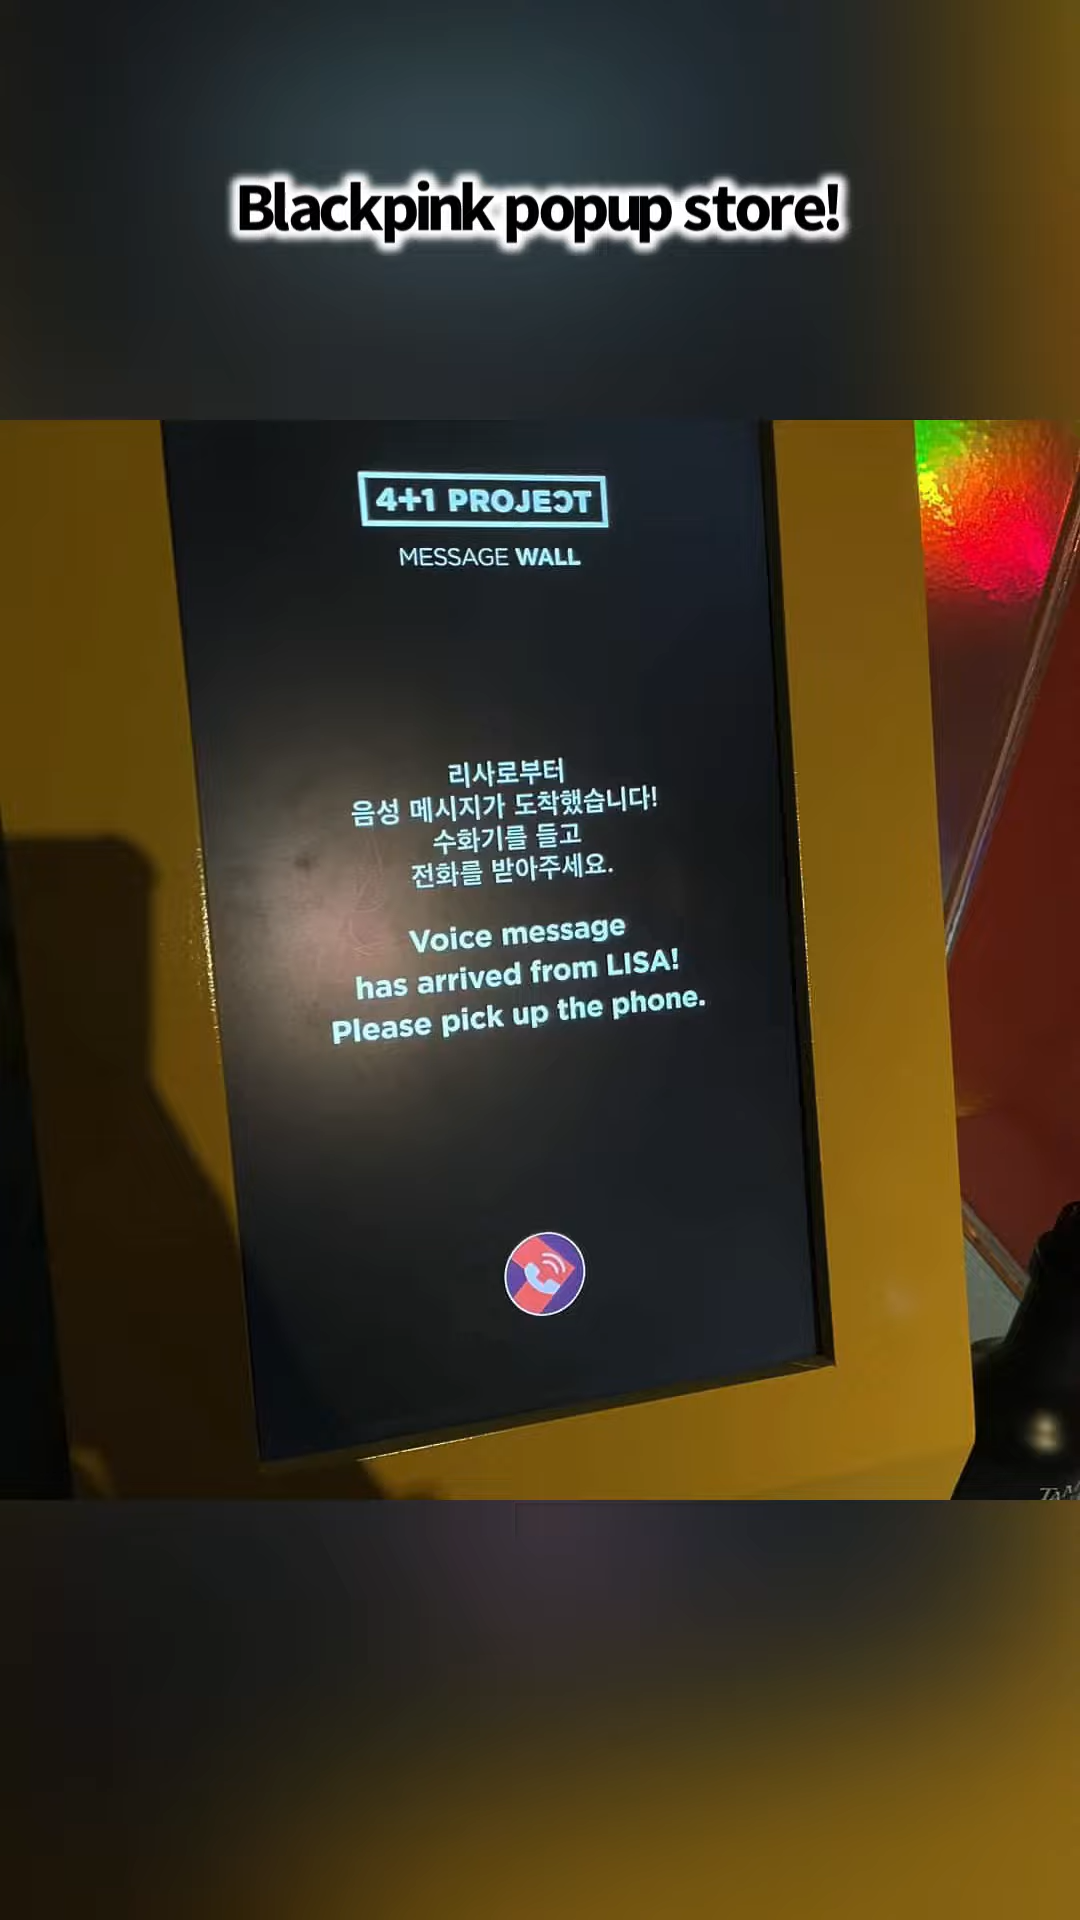 Blackpink popup store!
4+1 PROJECT
MESSAGE WALL
리사로부터
음성 메시지가 도착했습니다!
수화기를 들고
전화를 받아주세요.
Voice message
has arrived from LISA!
Please pick up the phone.